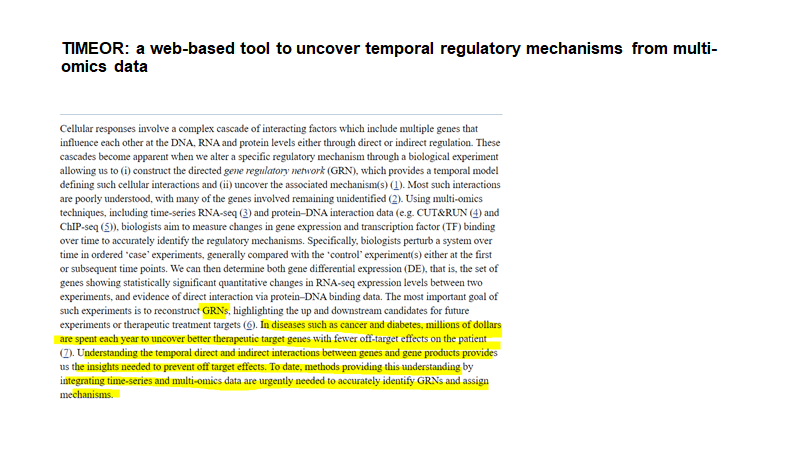 TIMEOR: a web-based tool to uncover temporal regulatory mechanisms from multi-
omics data
Cellular responses involve a complex cascade of interacting factors which include multiple genes that
influence each other at the DNA, RNA and protein levels either through direct or indirect regulation. These
cascades become apparent when we alter a specific regulatory mechanism through a biological experiment
allowing us to (i) construct the directed gene regulatory network (GRN), which provides a temporal model
defining such cellular interactions and (ii) uncover the associated mechanism(s) (1). Most such interactions
are poorly understood, with many of the genes involved remaining unidentified (2). Using multi-omics
techniques, including time-series RNA-seq (3) and protein–DNA interaction data (e.g. CUT&RUN (4) and
ChIP-seq (5)), biologists aim to measure changes in gene expression and transcription factor (TF) binding
over time to accurately identify the regulatory mechanisms. Specifically, biologists perturb a system over
time in ordered ‘case’ experiments, generally compared with the ‘control’ experiment(s) either at the first
or subsequent time points. We can then determine both gene differential expression (DE), that is, the set of
genes showing statistically significant quantitative changes in RNA-seq expression levels between two
experiments, and evidence of direct interaction via protein–DNA binding data. The most important goal of
such experiments is to reconstruct GRNs, highlighting the up and downstream candidates for future
experiments or therapeutic treatment targets (6). In diseases such as cancer and diabetes, millions of dollars
are spent each year to uncover better therapeutic target genes with fewer off-target effects on the patient
(7). Understanding the temporal direct and indirect interactions between genes and gene products provides
us the insights needed to prevent off target effects. To date, methods providing this understanding by
integrating time-series and multi-omics data are urgently needed to accurately identify GRNs and assign
mechanisms.